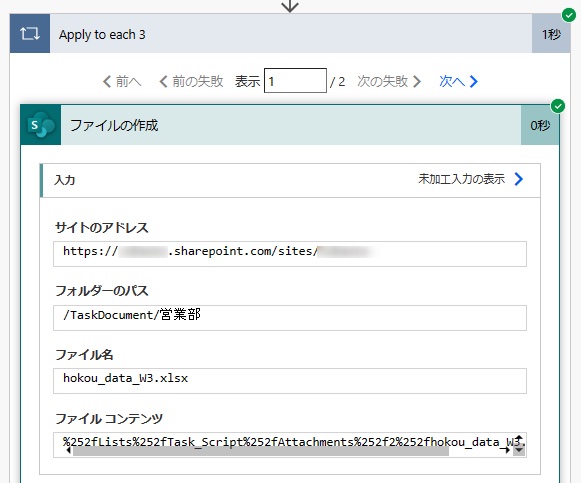 Apply to each 3
1秒
前へ 前の失敗 表示 1 / 2 次の失敗 次へ
S
ファイルの作成
0秒
入力
未加工入力の表示
サイトのアドレス
https:// .sharepoint.com/sites/
フォルダーのパス
/TaskDocument/営業部
ファイル名
hokou_data_W3.xlsx
ファイル コンテンツ
%252fLists%252fTask_Script%252fAttachments%252f2%252fhokou_data_W3.